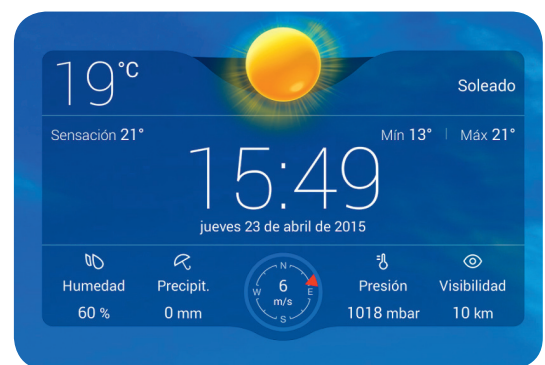 19°C
Soleado
Sensación 21°
Mín 13° | Máx 21°
15:49
jueves 23 de abril de 2015
Humedad
60 %
Precipit.
0 mm
N
W 6 E
m/s
S
Presión
1018 mbar
Visibilidad
10 km